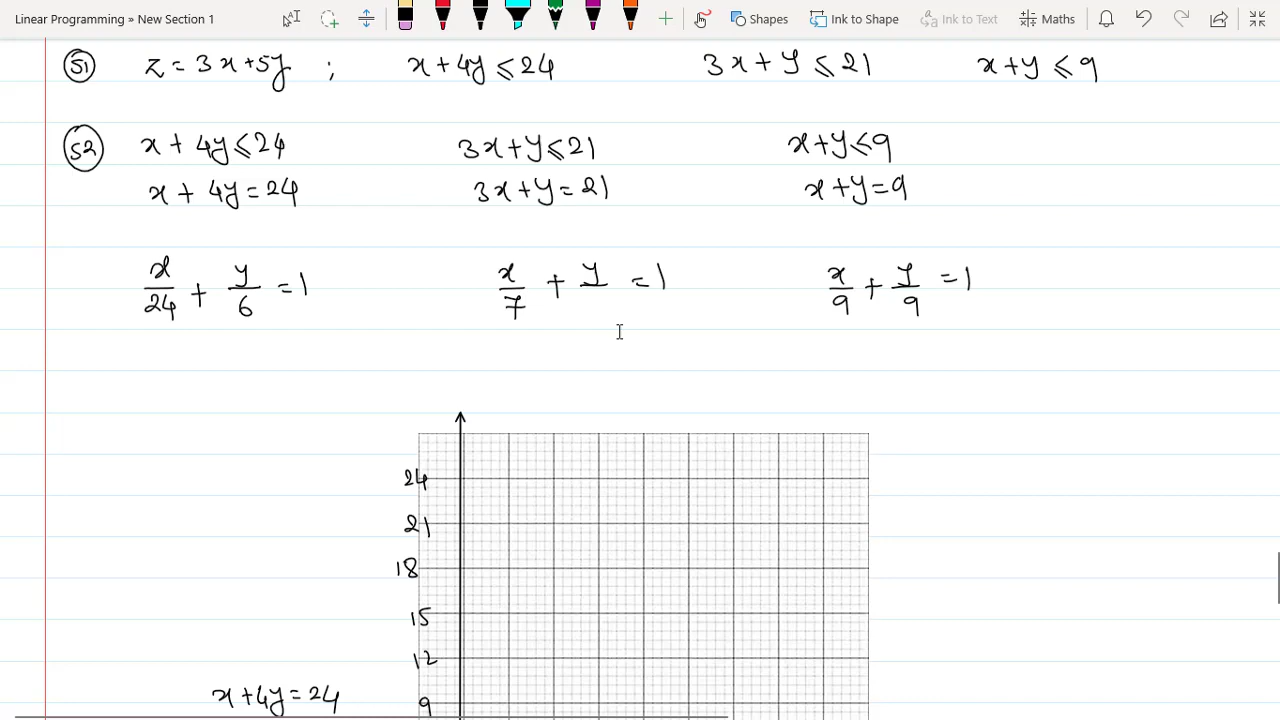 Linear Programming » New Section 1 Shapes Ink to Shape Ink to Text Maths
S1 z = 3x+5y ; x+4y ⩽ 24 3x+y ⩽ 21 x+y ⩽ 9
S2 x + 4y ⩽ 24 3x+y ⩽ 21 x+y ⩽ 9
x + 4y = 24 3x+y = 21 x+y = 9
x/24 + y/6 = 1 x/7 + y/ = 1 x/9 + y/9 = 1
24
21
18
15
12
x+4y = 24
9